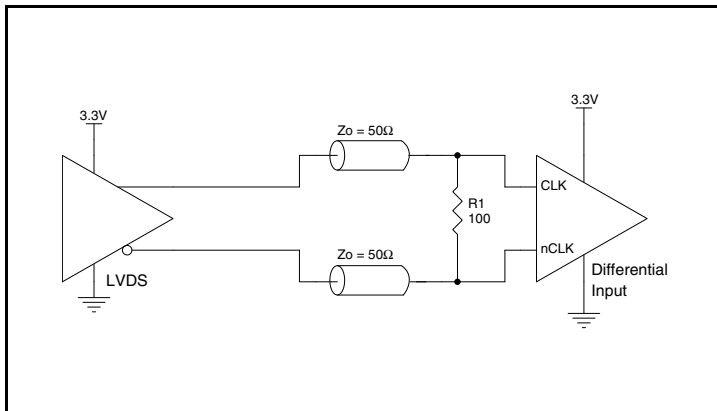 3.3V
3.3V
Zo = 50Ω
CLK
R1
100
Zo = 50Ω
nCLK
LVDS
Differential
Input